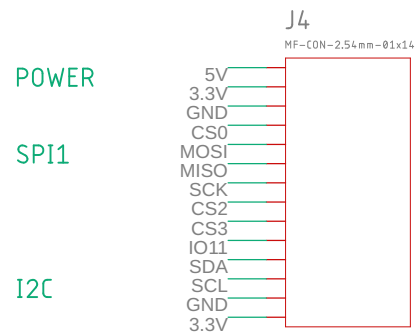 J4
MF-CON-2.54mm-01x14
POWER
5V
3.3V
GND
CS0
SPI1
MOSI
MISO
SCK
CS2
CS3
IO11
SDA
I2C
SCL
GND
3.3V